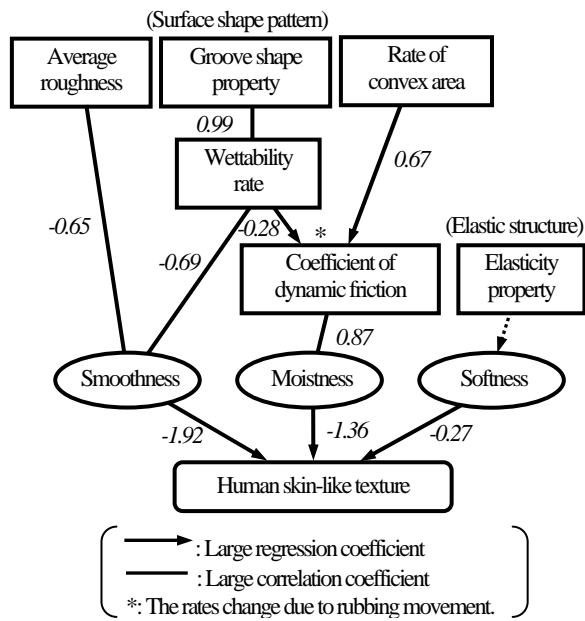 (Surface shape pattern)
Average
roughness
Groove shape
property
Rate of
convex area
0.99
Wettability
rate
0.67
-0.65
-0.28
*
-0.69
(Elastic structure)
Coefficient of
dynamic friction
Elasticity
property
0.87
Smoothness
Moistness
Softness
-1.92
-1.36
-0.27
Human skin-like texture
: Large regression coefficient
: Large correlation coefficient
*: The rates change due to rubbing movement.